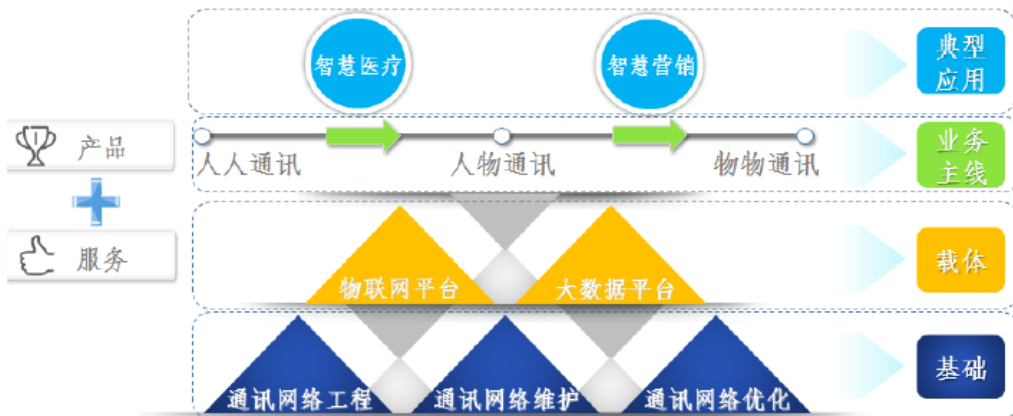 智慧医疗
智慧营销
典型
应用
产品
人人通讯
人物通讯
物物通讯
业务
主线
服务
物联网平台
大数据平台
载体
通讯网络工程
通讯网络维护
通讯网络优化
基础